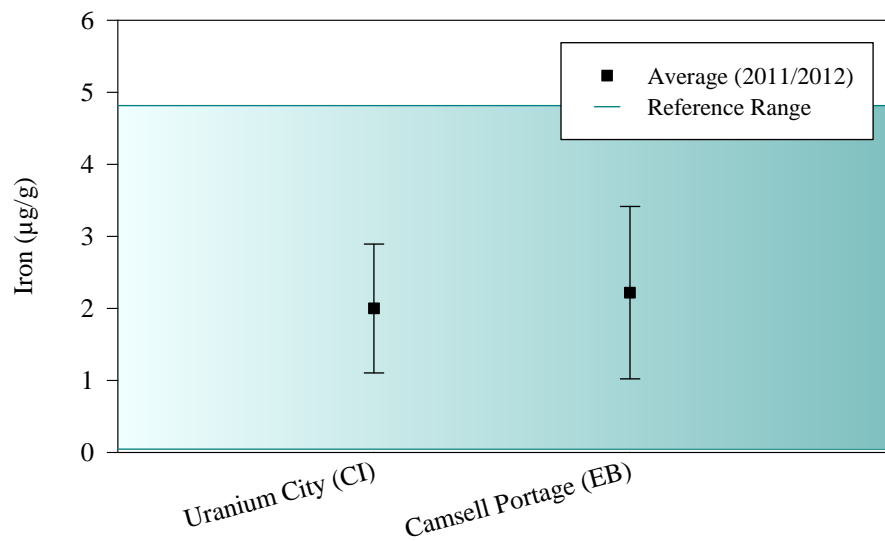 6
5
4
3
2
1
0
Iron (µg/g)
Average (2011/2012)
Reference Range
Uranium City (CI)
Camsell Portage (EB)